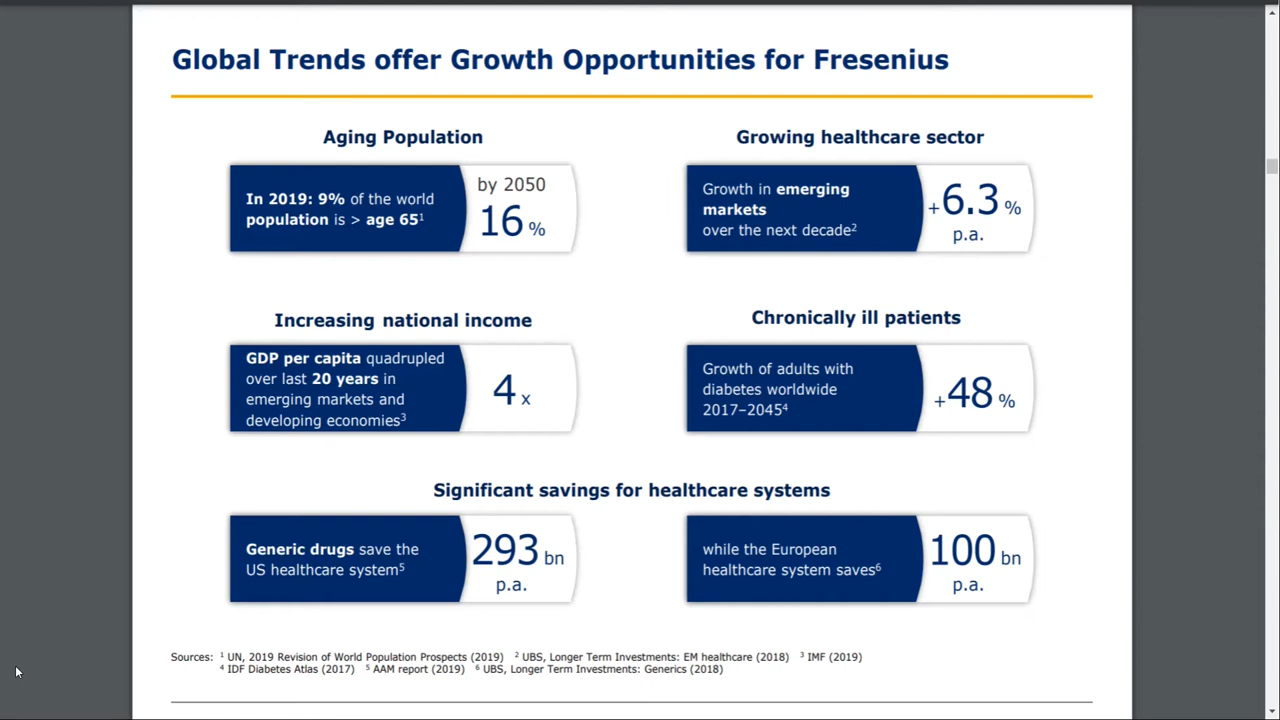 Global Trends offer Growth Opportunities for Fresenius
Aging Population
In 2019: 9% of the world
population is > age 65¹
by 2050
16 %
Growing healthcare sector
Growth in emerging
markets
over the next decade²
+6.3 %
p.a.
Increasing national income
GDP per capita quadrupled
over last 20 years in
emerging markets and
developing economies³
4 x
Chronically ill patients
Growth of adults with
diabetes worldwide
2017–2045⁴
+48 %
Significant savings for healthcare systems
Generic drugs save the
US healthcare system⁵
293 bn
p.a.
while the European
healthcare system saves⁶
100 bn
p.a.
Sources: ¹ UN, 2019 Revision of World Population Prospects (2019) ² UBS, Longer Term Investments: EM healthcare (2018) ³ IMF (2019)
⁴ IDF Diabetes Atlas (2017) ⁵ AAM report (2019) ⁶ UBS, Longer Term Investments: Generics (2018)